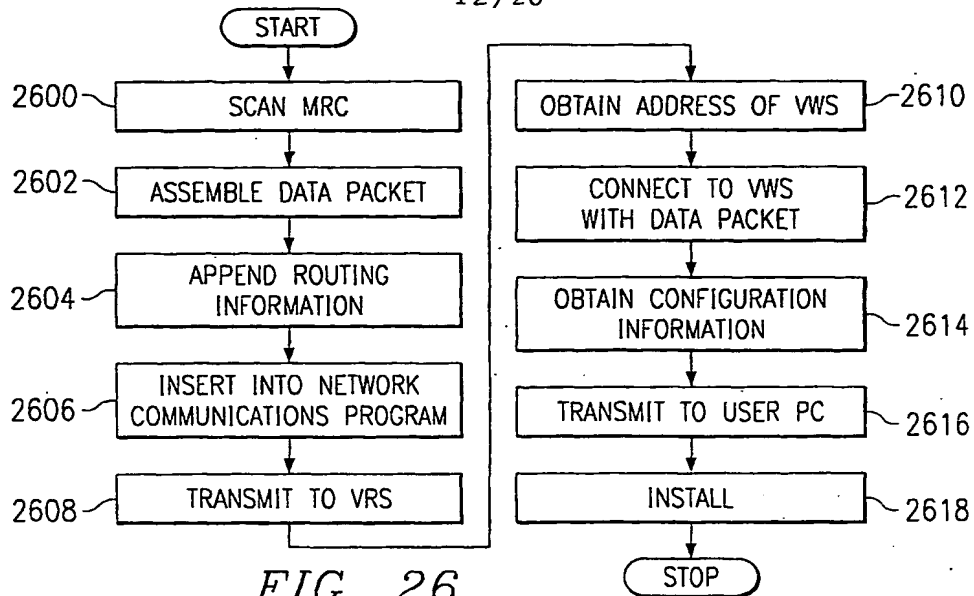 START
2600
SCAN MRC
2602
ASSEMBLE DATA PACKET
2604
APPEND ROUTING
INFORMATION
2606
INSERT INTO NETWORK
COMMUNICATIONS PROGRAM
2608
TRANSMIT TO VRS
OBTAIN ADDRESS OF VWS
2610
CONNECT TO VWS
WITH DATA PACKET
2612
OBTAIN CONFIGURATION
INFORMATION
2614
TRANSMIT TO USER PC
2616
INSTALL
2618
STOP
FIG. 26